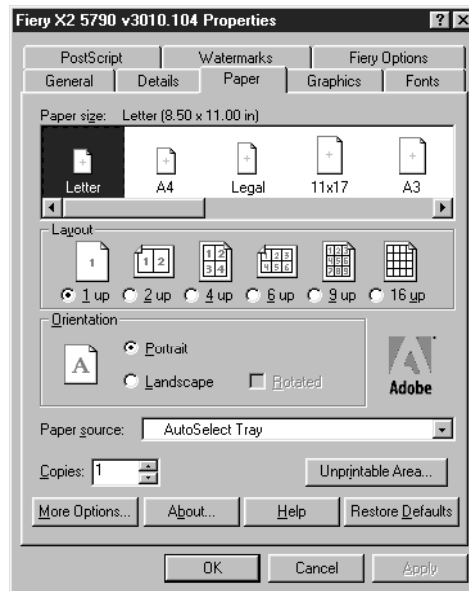 Fiery X2 5790 v3010.104 Properties
PostScript Watermarks Fiery Options
General Details Paper Graphics Fonts
Paper size: Letter (8.50 x 11.00 in)
Letter A4 Legal 11x17 A3
Layout
1 1 2 1 2 3 4 1 2 3 4 5 6 1 2 3 4 5 6 7 8 9
1 up 2 up 4 up 6 up 9 up 16 up
Orientation
A
Portrait
Landscape Rotated
Adobe
Paper source: AutoSelect Tray
Copies: 1 Unprintable Area...
More Options... About... Help Restore Defaults
OK Cancel Apply